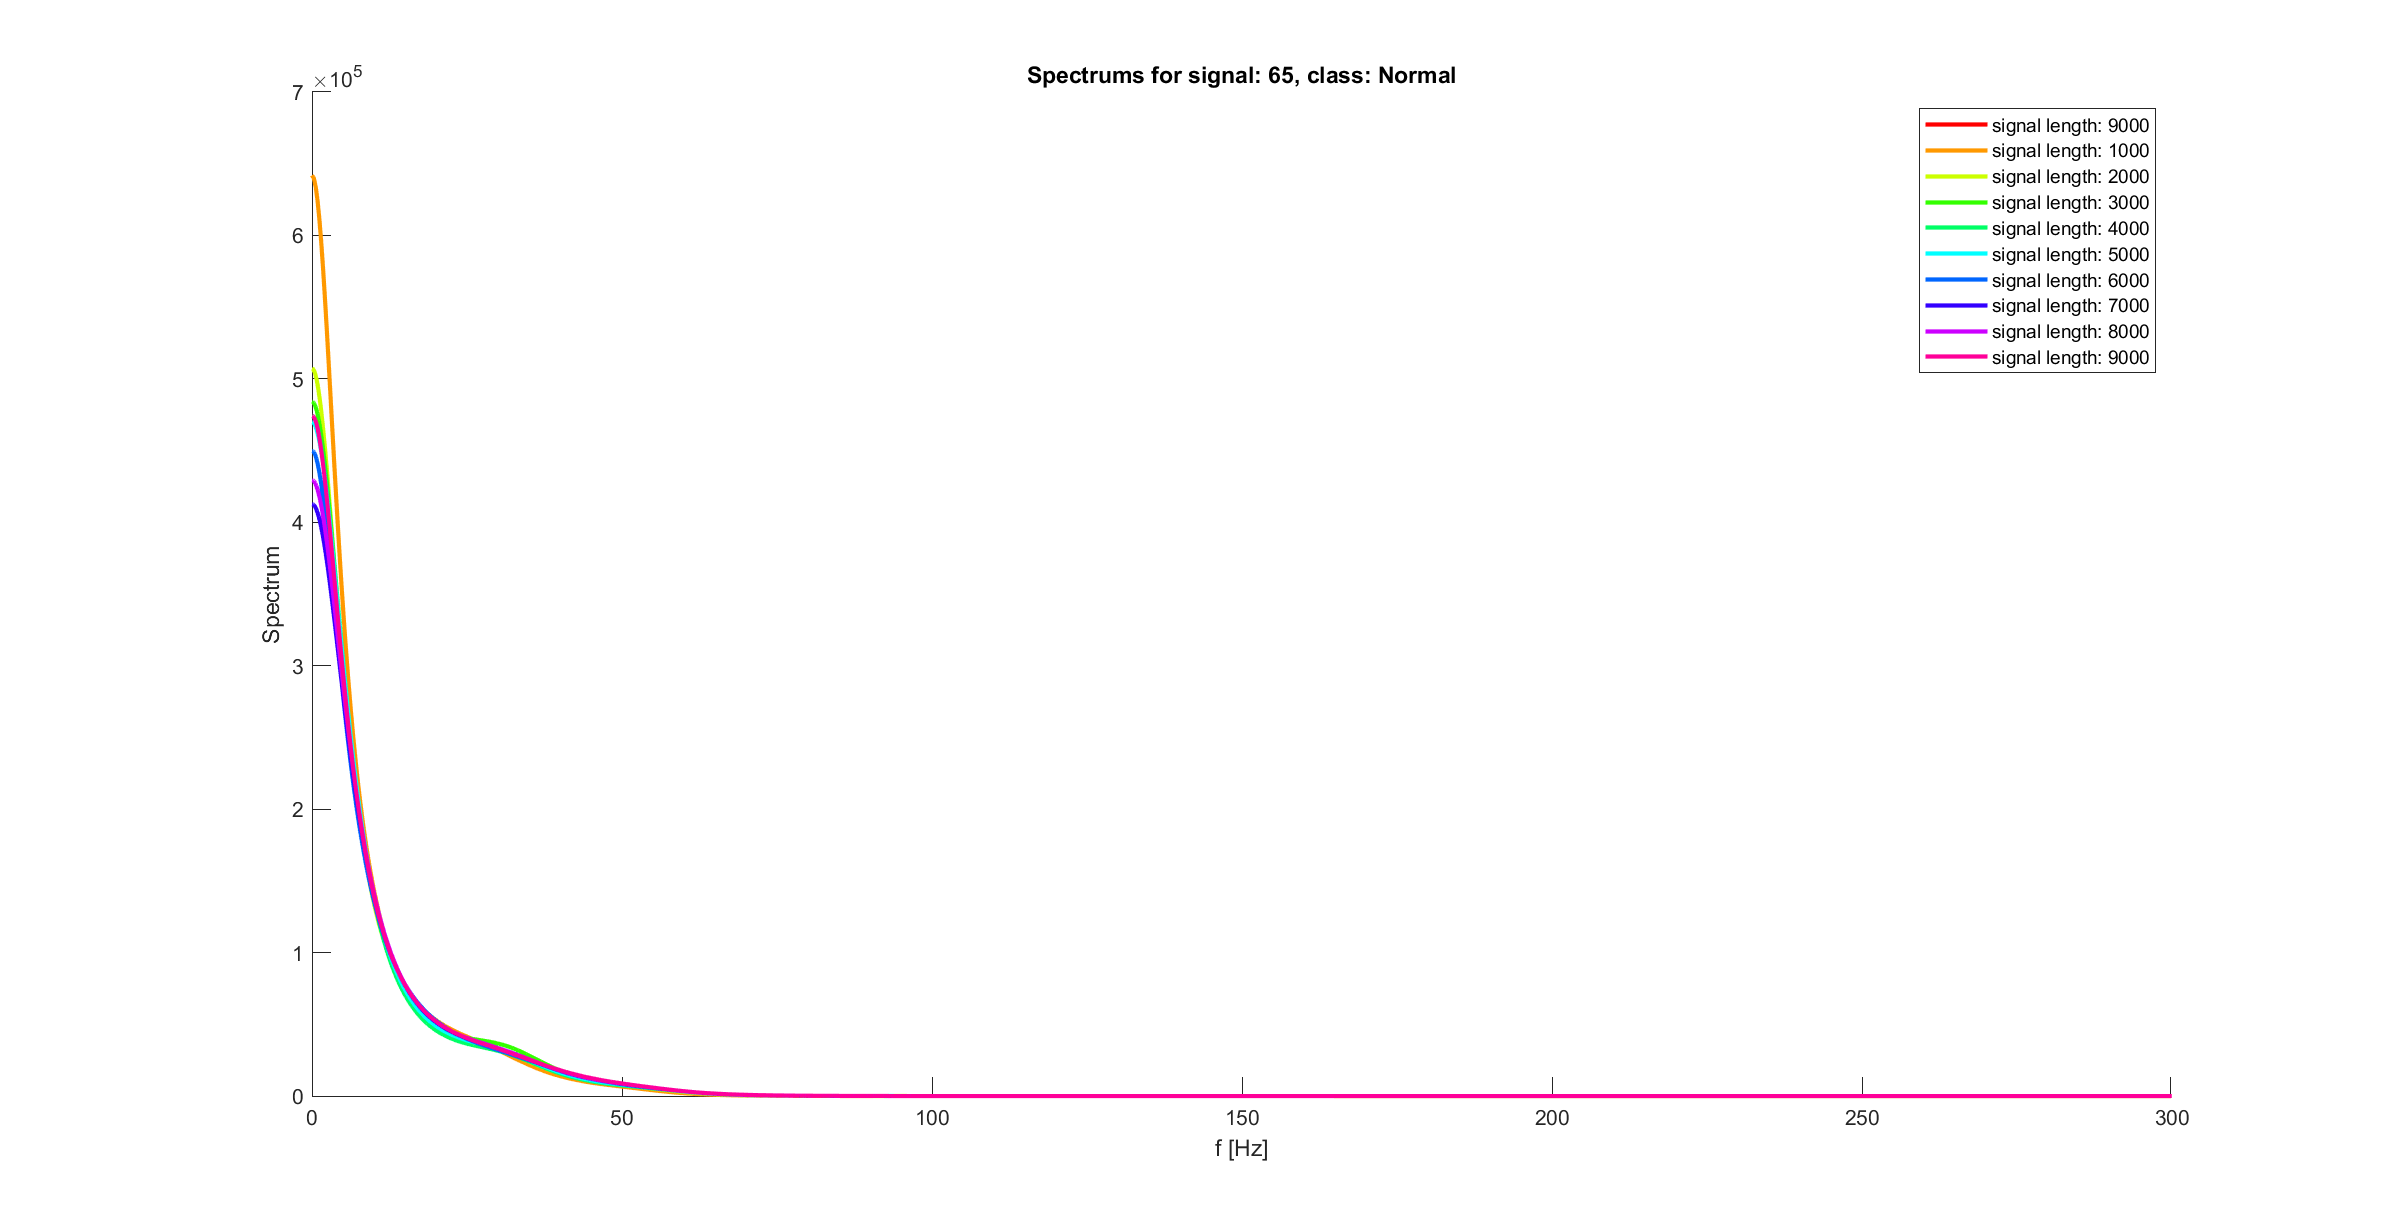 Spectrums for signal: 65, class: Normal
×10^5
7
6
5
4
3
2
1
0
Spectrum
0 50 100 150 200 250 300
f [Hz]
signal length: 9000
signal length: 1000
signal length: 2000
signal length: 3000
signal length: 4000
signal length: 5000
signal length: 6000
signal length: 7000
signal length: 8000
signal length: 9000